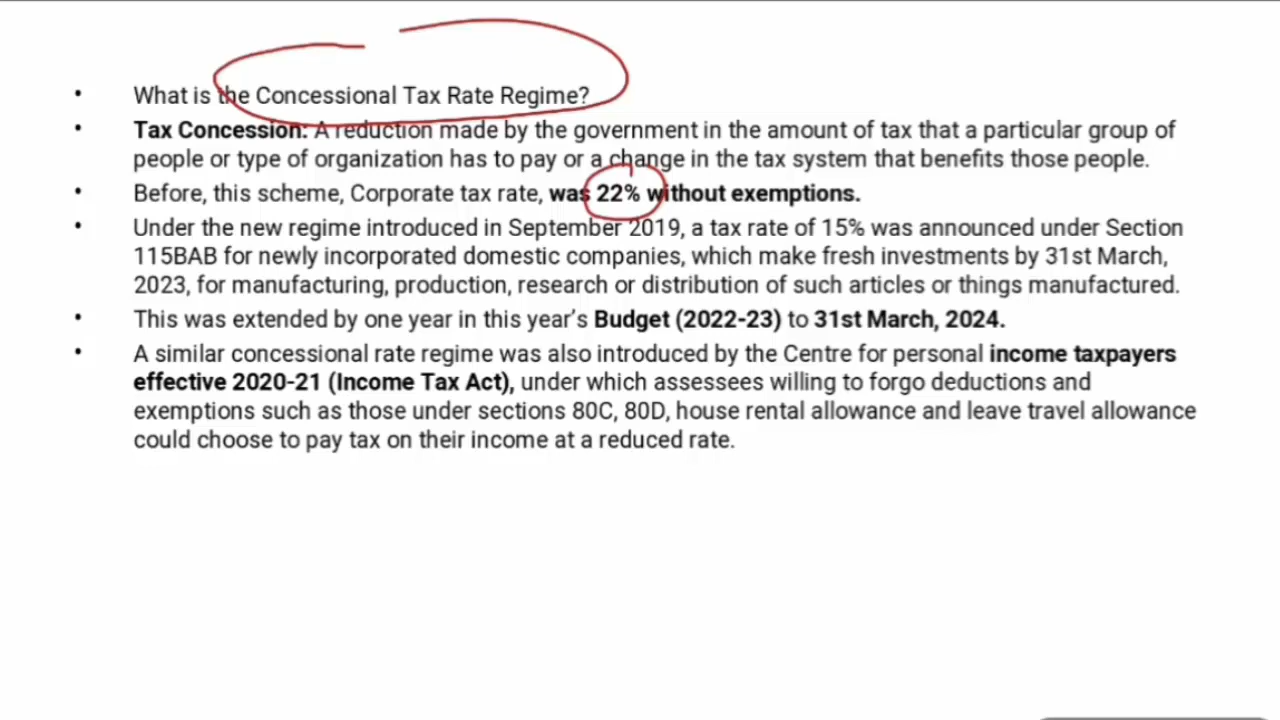 • What is the Concessional Tax Rate Regime?
• Tax Concession: A reduction made by the government in the amount of tax that a particular group of
people or type of organization has to pay or a change in the tax system that benefits those people.
• Before, this scheme, Corporate tax rate, was 22% without exemptions.
• Under the new regime introduced in September 2019, a tax rate of 15% was announced under Section
115BAB for newly incorporated domestic companies, which make fresh investments by 31st March,
2023, for manufacturing, production, research or distribution of such articles or things manufactured.
• This was extended by one year in this year's Budget (2022-23) to 31st March, 2024.
• A similar concessional rate regime was also introduced by the Centre for personal income taxpayers
effective 2020-21 (Income Tax Act), under which assessees willing to forgo deductions and
exemptions such as those under sections 80C, 80D, house rental allowance and leave travel allowance
could choose to pay tax on their income at a reduced rate.